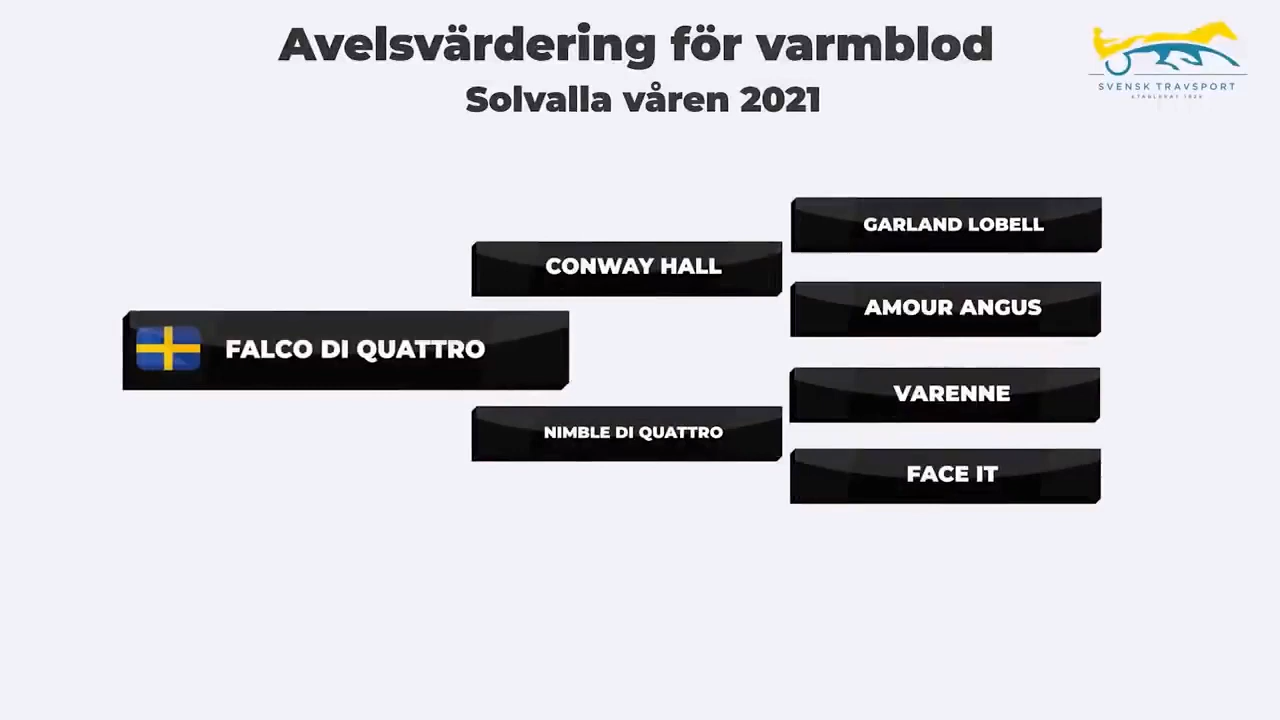 Avelsvärdering för varmblod
Solvalla våren 2021
SVENSK TRAVSPORT
GARLAND LOBELL
CONWAY HALL
AMOUR ANGUS
FALCO DI QUATTRO
VARENNE
NIMBLE DI QUATTRO
FACE IT